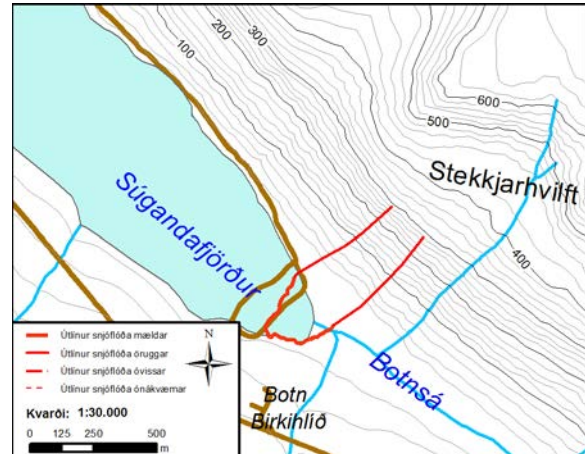 100
200
300
600
500
400
Stekkjarhvilft
Súgandafjörður
Botnsá
Botn
Birkihlíð
Útlínur snjóflóða mældar
Útlínur snjóflóða öruggar
Útlínur snjóflóða óvissar
Útlínur snjóflóða ónákvæmar
N
Kvarði: 1:30.000
0 125 250 500
m